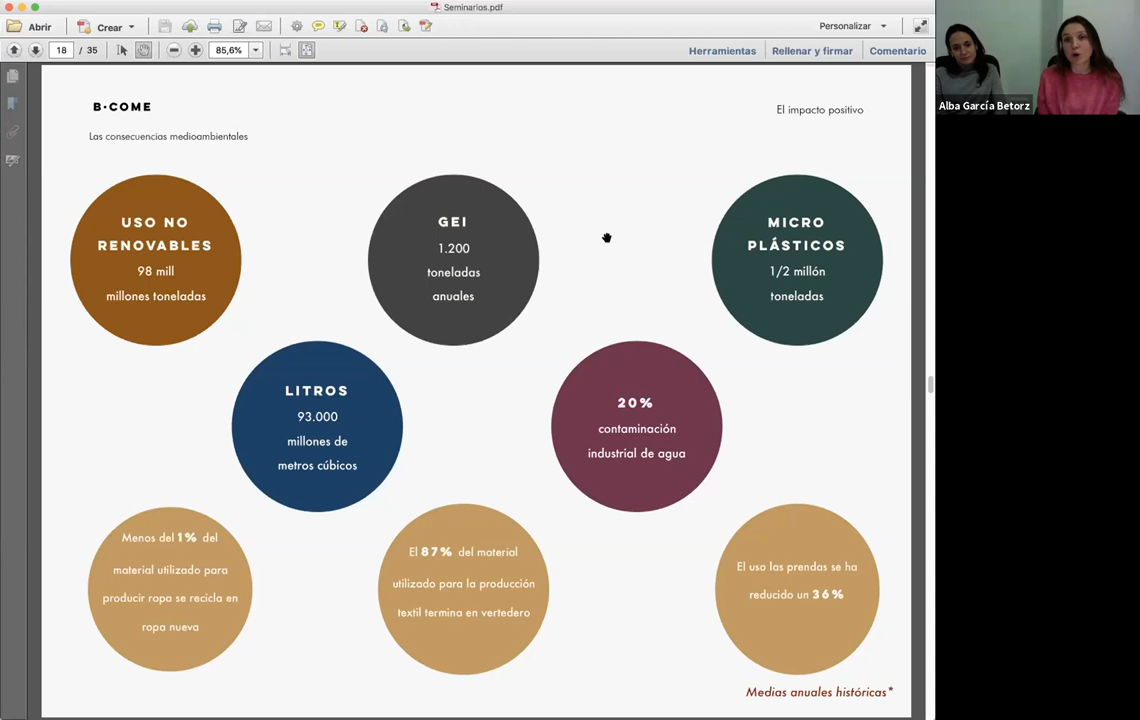 Seminarios.pdf
Abrir
Crear
Personalizar
18 / 35
85,6%
Herramientas
Rellenar y firmar
Comentario
Alba García Betorz
B·COME
El impacto positivo
Las consecuencias medioambientales
USO NO
RENOVABLES
98 mill
millones toneladas
GEI
1.200
toneladas
anuales
MICRO
PLÁSTICOS
1/2 millón
toneladas
LITROS
93.000
millones de
metros cúbicos
20%
contaminación
industrial de agua
Menos del 1% del
material utilizado para
producir ropa se recicla en
ropa nueva
El 87% del material
utilizado para la producción
textil termina en vertedero
El uso las prendas se ha
reducido un 36%
Medias anuales históricas*